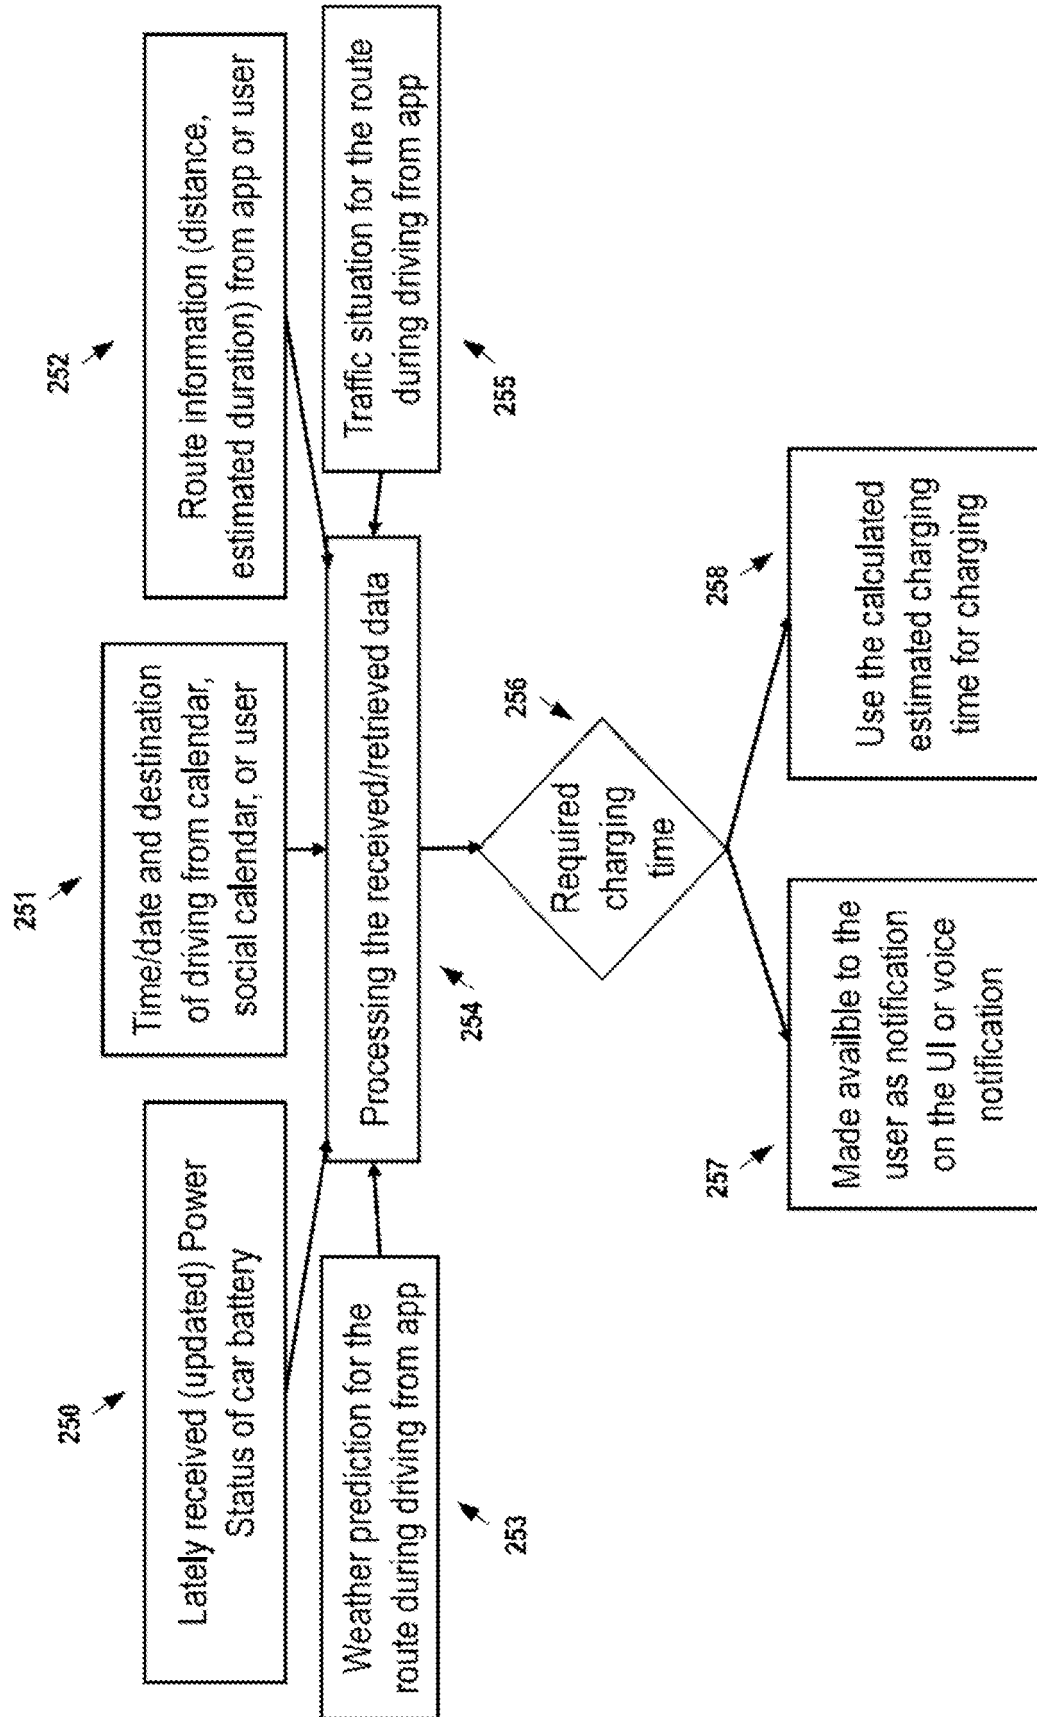 250
Lately received (updated) Power
Status of car battery
251
Time/date and destination
of driving from calendar,
social calendar, or user
252
Route information (distance,
estimated duration) from app or user
Weather prediction for the
route during driving from app
253
Processing the received/retrieved data
254
Traffic situation for the route
during driving from app
255
256
Required
charging
time
257
Made availble to the
user as notification
on the UI or voice
notification
258
Use the calculated
estimated charging
time for charging